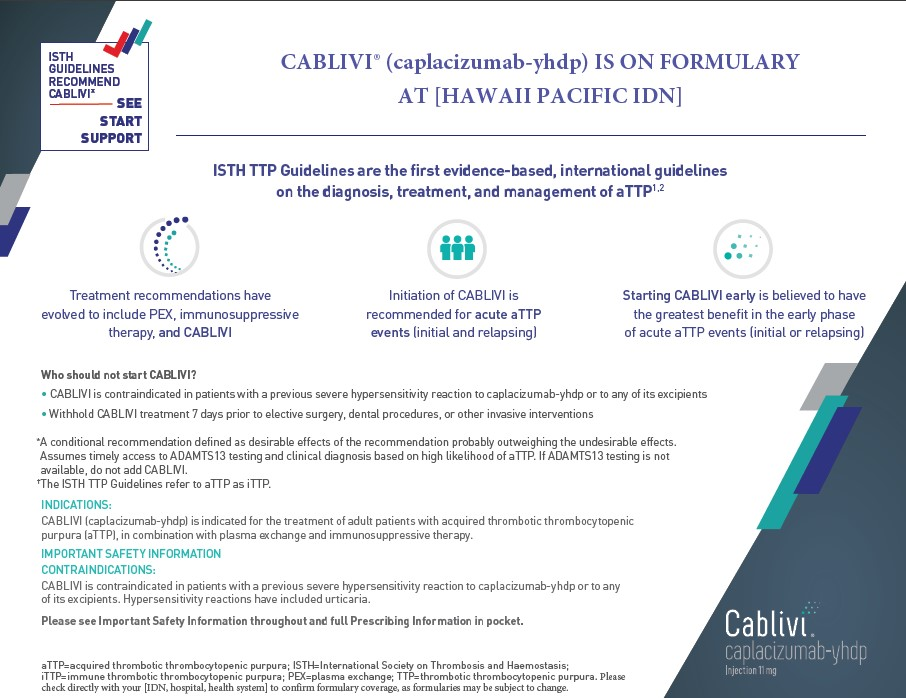 ISTH
GUIDELINES
RECOMMEND
CABLIVI*
SEE
START
SUPPORT
CABLIVI® (caplacizumab-yhdp) IS ON FORMULARY
AT [HAWAII PACIFIC IDN]
ISTH TTP Guidelines are the first evidence-based, international guidelines
on the diagnosis, treatment, and management of aTTP1,2
Treatment recommendations have
evolved to include PEX, immunosuppressive
therapy, and CABLIVI
Initiation of CABLIVI is
recommended for acute aTTP
events (initial and relapsing)
Starting CABLIVI early is believed to have
the greatest benefit in the early phase
of acute aTTP events (initial or relapsing)
Who should not start CABLIVI?
• CABLIVI is contraindicated in patients with a previous severe hypersensitivity reaction to caplacizumab-yhdp or to any of its excipients
• Withhold CABLIVI treatment 7 days prior to elective surgery, dental procedures, or other invasive interventions
*A conditional recommendation defined as desirable effects of the recommendation probably outweighing the undesirable effects.
Assumes timely access to ADAMTS13 testing and clinical diagnosis based on high likelihood of aTTP. If ADAMTS13 testing is not
available, do not add CABLIVI.
†The ISTH TTP Guidelines refer to aTTP as iTTP.
INDICATIONS:
CABLIVI (caplacizumab-yhdp) is indicated for the treatment of adult patients with acquired thrombotic thrombocytopenic
purpura (aTTP), in combination with plasma exchange and immunosuppressive therapy.
IMPORTANT SAFETY INFORMATION
CONTRAINDICATIONS:
CABLIVI is contraindicated in patients with a previous severe hypersensitivity reaction to caplacizumab-yhdp or to any
of its excipients. Hypersensitivity reactions have included urticaria.
Please see Important Safety Information throughout and full Prescribing Information in pocket.
aTTP=acquired thrombotic thrombocytopenic purpura; ISTH=International Society on Thrombosis and Haemostasis;
iTTP=immune thrombotic thrombocytopenic purpura; PEX=plasma exchange; TTP=thrombotic thrombocytopenic purpura. Please
check directly with your [IDN, hospital, health system] to confirm formulary coverage, as formularies may be subject to change.
Cablivi®
caplacizumab-yhdp
Injection 11 mg